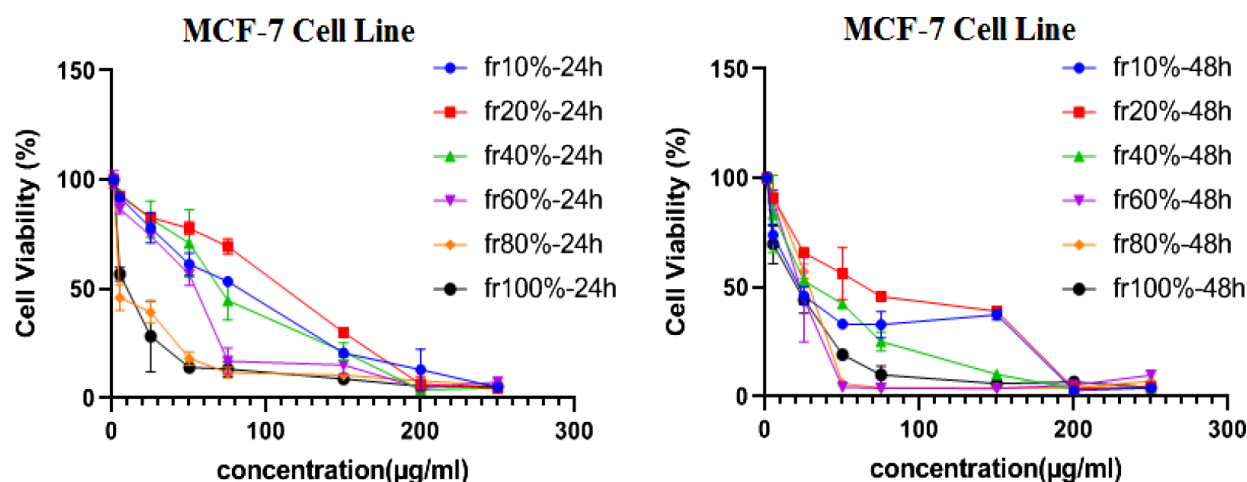 MCF-7 Cell Line
150
100
50
0
Cell Viability (%)
0
100
200
300
concentration(µg/ml)
fr10%-24h
fr20%-24h
fr40%-24h
fr60%-24h
fr80%-24h
fr100%-24h
MCF-7 Cell Line
150
100
50
0
Cell Viability (%)
0
100
200
300
concentration(µg/ml)
fr10%-48h
fr20%-48h
fr40%-48h
fr60%-48h
fr80%-48h
fr100%-48h